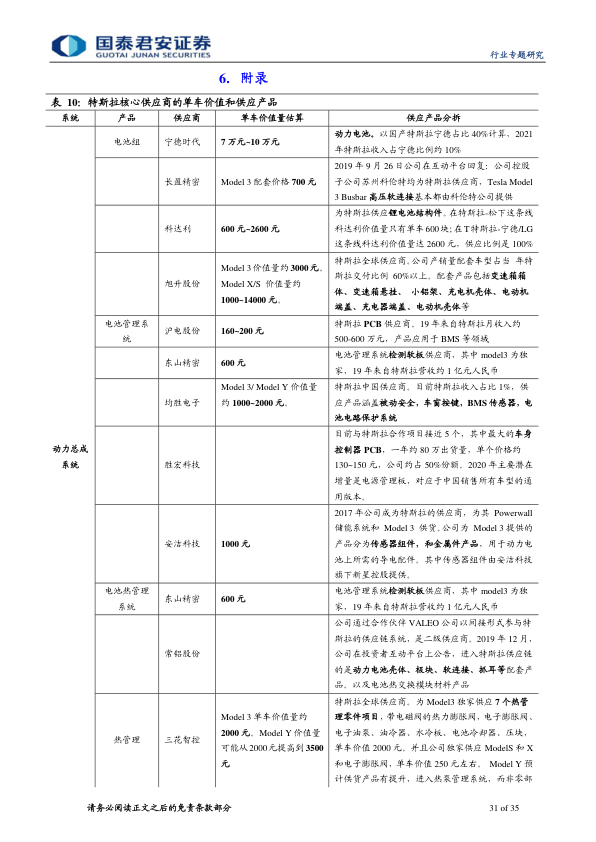 国泰君安证券
GUOTAI JUNAN SECURITIES
行业专题研究
6. 附录
表 10：特斯拉核心供应商的单车价值和供应产品
系统 产品 供应商 单车价值量估算 供应产品分拆
动力总成
系统
电池组 宁德时代 7 万元~10 万元
动力电池。以国产特斯拉宁德占比 40%计算，2021
年特斯拉收入占宁德比例约 10%
长盈精密 Model 3 配套价格 700 元
2019 年 9 月 26 日公司在互动平台回复：公司控股
子公司苏州科伦特均为特斯拉供应商，Tesla Model
3 Busbar 高压软连接基本都由科伦特公司提供
科达利 600 元~2600 元
为特斯拉供应锂电池结构件。在特斯拉-松下这条线
科达利价值量只有单车 600 块；在 T 特斯拉-宁德/LG
这条线科达利价值量达 2600 元，供应比例是 100%
旭升股份
Model 3 价值量约 3000 元。
Model X/S 价值量约
1000~14000 元。
特斯拉全球供应商。公司产销量配套车型占当 年特
斯拉交付比例 60%以上。配套产品包括变速箱箱
体、变速箱悬挂、 小铝架、充电机壳体、电动机
端盖、充电器端盖、电动机壳体等
电池管理系
统
沪电股份 160~200 元
特斯拉 PCB 供应商。19 年来自特斯拉月收入约
500-600 万元，产品应用于 BMS 等领域
东山精密 600 元
电池管理系统检测软板供应商，其中 model3 为独
家，19 年来自特斯拉营收约 1 亿元人民币
均胜电子
Model 3/ Model Y 价值量
约 1000~2000 元。
特斯拉中国供应商。目前特斯拉收入占比 1%，供
应产品涵盖被动安全，车窗按键，BMS 传感器，电
池电路保护系统
胜宏科技
目前与特斯拉合作项目接近 5 个，其中最大的车身
控制器 PCB，一年约 80 万出货量，单个价格约
130~150 元，公司约占 50%份额。2020 年主要潜在
增量是电源管理板，对应于中国销售所有车型的通
用版本。
安洁科技 1000 元
2017 年公司成为特斯拉的供应商，为其 Powerwall
储能系统和 Model 3 供货。公司为 Model 3 提供的
产品分为传感器组件，和金属件产品，用于动力电
池上所需的导电配件。其中传感器组件由安洁科技
旗下新星控股提供。
电池热管理
系统
东山精密 600 元
电池管理系统检测软板供应商，其中 model3 为独
家，19 年来自特斯拉营收约 1 亿元人民币
常铝股份
公司通过合作伙伴 VALEO 公司以间接形式参与特
斯拉的供应链系统，是二级供应商。2019 年 12 月，
公司在投资者互动平台上公告，进入特斯拉供应链
的是动力电池壳体、极块、软连接、抓耳等配套产
品，以及电池热交换模块材料产品
热管理 三花智控
Model 3 单车价值量约
2000 元。Model Y 价值量
可能从 2000 元提高到 3500
元
特斯拉全球供应商。为 Model3 独家供应 7 个热管
理零件项目，带电磁阀的热力膨胀阀、电子膨胀阀、
电子油泵、油冷器、水冷板、电池冷却器、压块，
单车价值 2000 元。并且公司独家供应 ModelS 和 X
和电子膨胀阀，单车价值 250 元左右。 Model Y 预
计供货产品有提升，进入热泵管理系统，而非零部
请务必阅读正文之后的免责条款部分
31 of 35